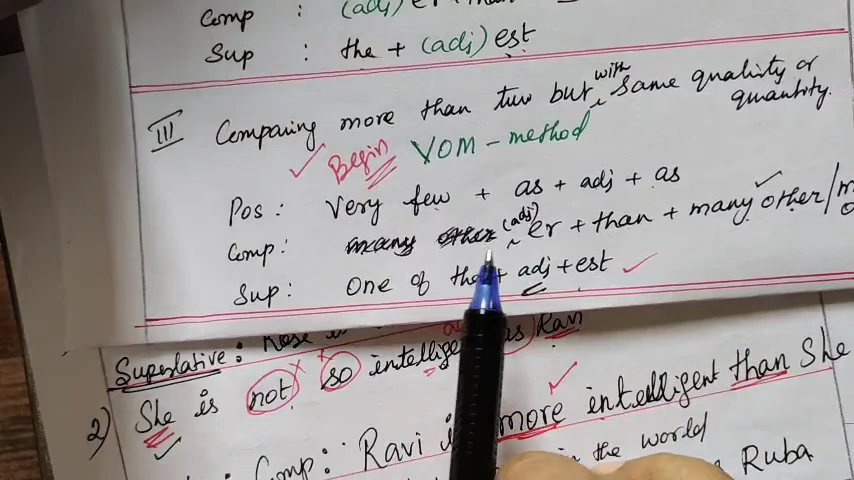 Comp : (adj) er + than
Sup : the + (adj) est
III Comparing more than two but with same quality or quantity.
Begin VOM - method
Pos: Very few + as + adj + as
Comp: many other (adj) er + than + many other/
Sup: One of the + adj + est
Superlative: Rose is
not so intelligent as Ravi
2) She is
Comp: Ravi is more intelligent than She
in the world
Ruba